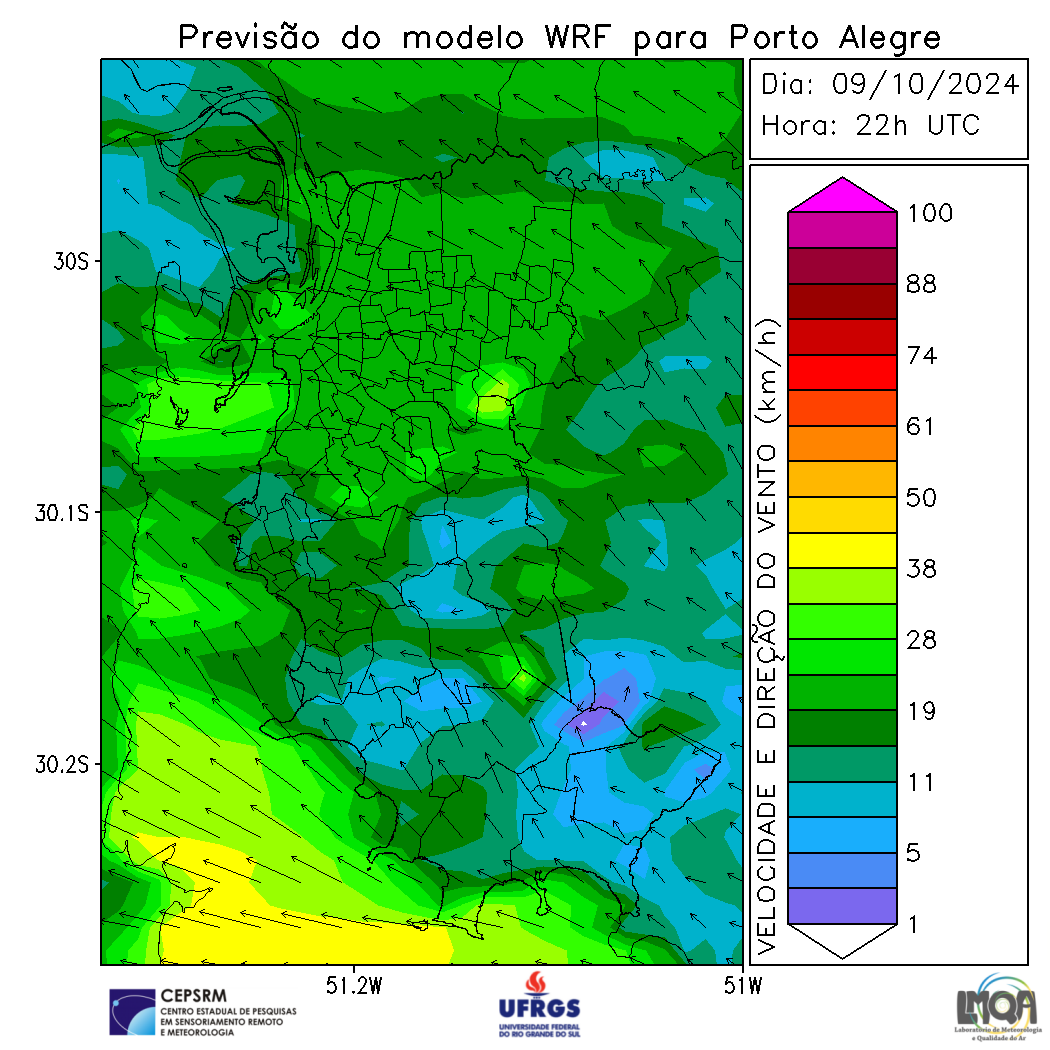 Previsão do modelo WRF para Porto Alegre
Dia: 09/10/2024
Hora: 22h UTC
30S
30.1S
30.2S
51.2W
51W
VELOCIDADE E DIREÇÃO DO VENTO (km/h)
100
88
74
61
50
38
28
19
11
5
1
CEPSRM
CENTRO ESTADUAL DE PESQUISAS
EM SENSORIAMENTO REMOTO
E METEOROLOGIA
UFRGS
UNIVERSIDADE FEDERAL
DO RIO GRANDE DO SUL
LMQA
Laboratório de Meteorologia
e Qualidade do Ar